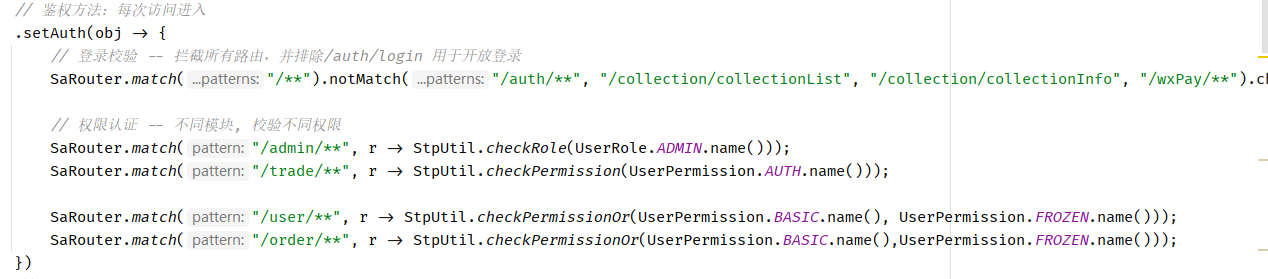 // 鉴权方法：每次访问进入
.setAuth(obj -> {
// 登录校验 -- 拦截所有路由，并排除/auth/login 用于开放登录
SaRouter.match( ...patterns: "/**").notMatch( ...patterns: "/auth/**", "/collection/collectionList", "/collection/collectionInfo", "/wxPay/**").ch
// 权限认证 -- 不同模块, 校验不同权限
SaRouter.match( pattern: "/admin/**", r -> StpUtil.checkRole(UserRole.ADMIN.name()));
SaRouter.match( pattern: "/trade/**", r -> StpUtil.checkPermission(UserPermission.AUTH.name()));
SaRouter.match( pattern: "/user/**", r -> StpUtil.checkPermissionOr(UserPermission.BASIC.name(), UserPermission.FROZEN.name()));
SaRouter.match( pattern: "/order/**", r -> StpUtil.checkPermissionOr(UserPermission.BASIC.name(),UserPermission.FROZEN.name()));
})